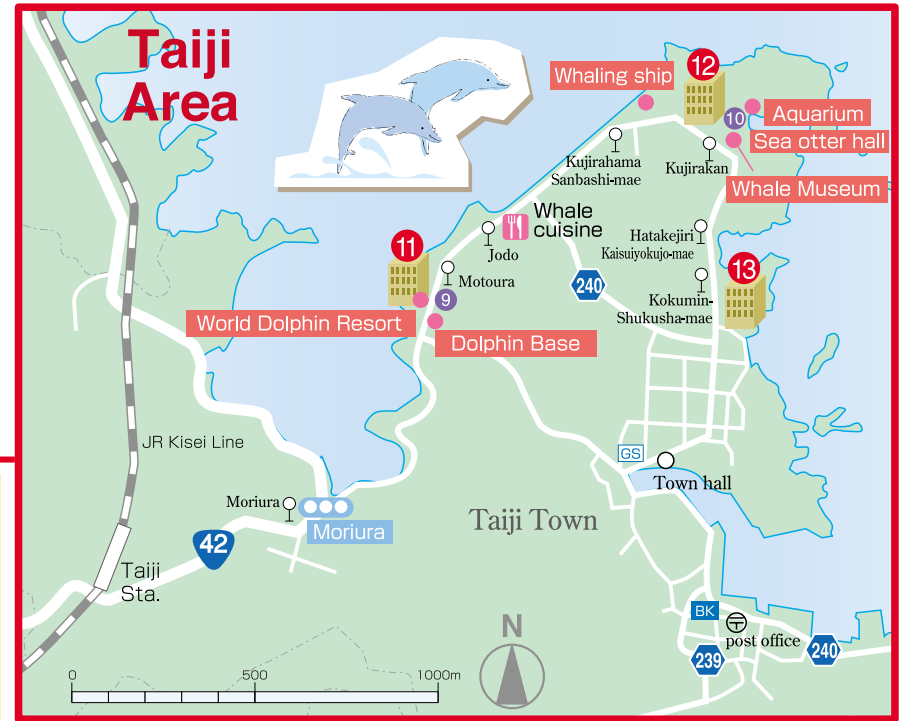 Taiji
Area
Whaling ship
12
10
Aquarium
Sea otter hall
Whale Museum
Kujirahama
Sanbashi-mae
Kujirakan
Whale
cuisine
Jodo
Hatakejiri
Kaisuiyokujo-mae
11
Motoura
9
240
13
Kokumin-
Shukusha-mae
World Dolphin Resort
Dolphin Base
JR Kisei Line
GS
Town hall
Moriura
Moriura
Taiji Town
42
Taiji
Sta.
BK
post office
239
240
N
0
500
1000m